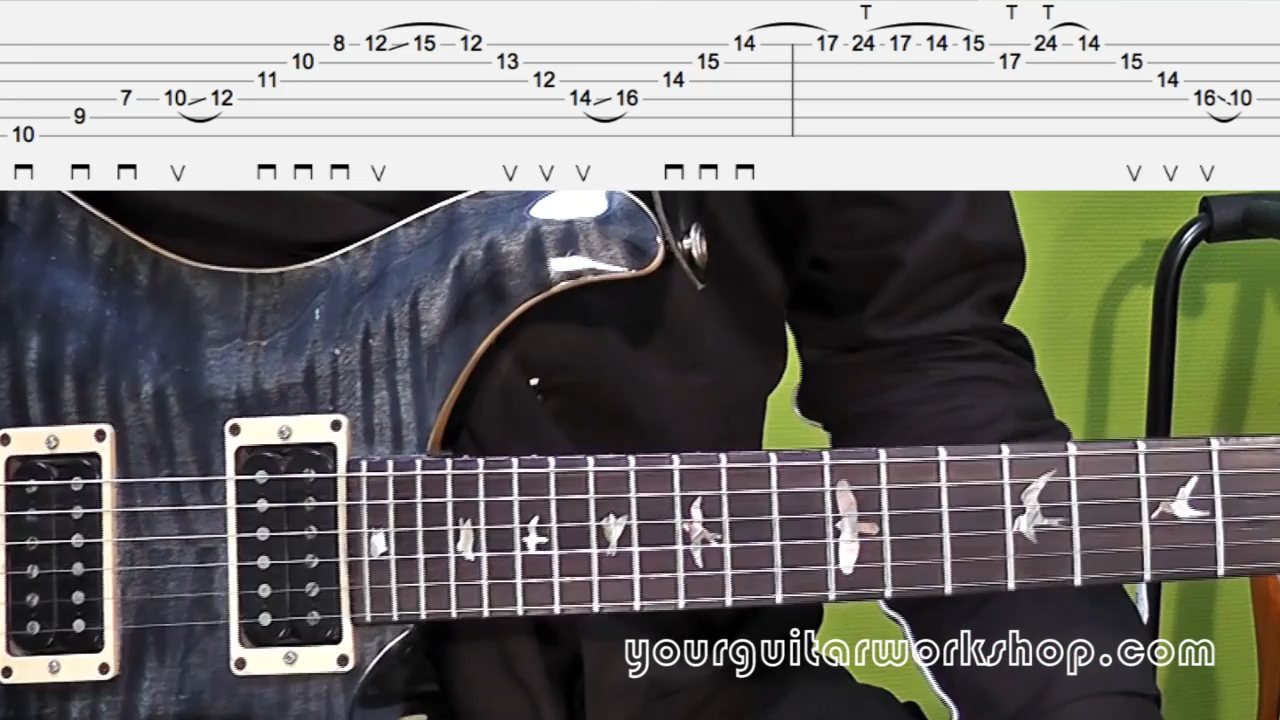 T T T
8 12 15 12 14 17 24 17 14 15 24 14
10 13 15 17 15
11 12 14 14
7 10 12 14 16 16 10
9
10
yourguitarworkshop.com